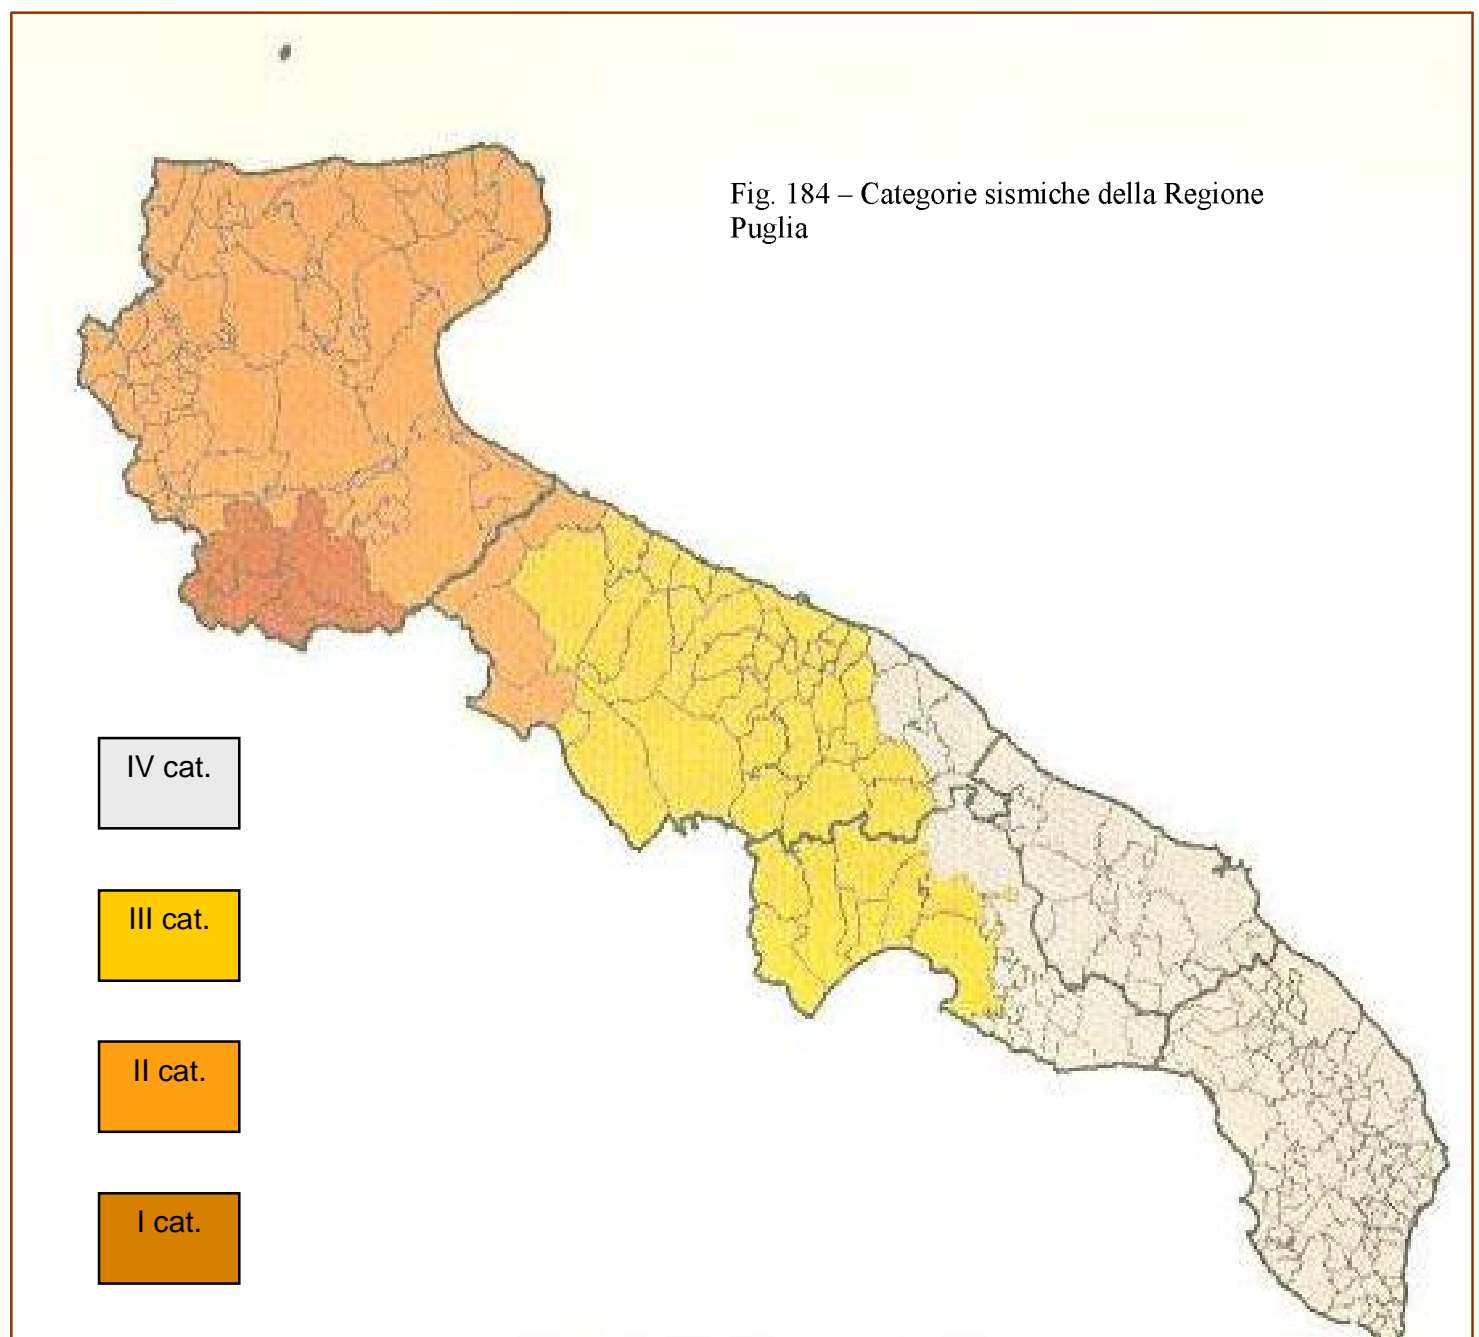 Fig. 184 – Categorie sismiche della Regione
Puglia
IV cat.
III cat.
II cat.
I cat.